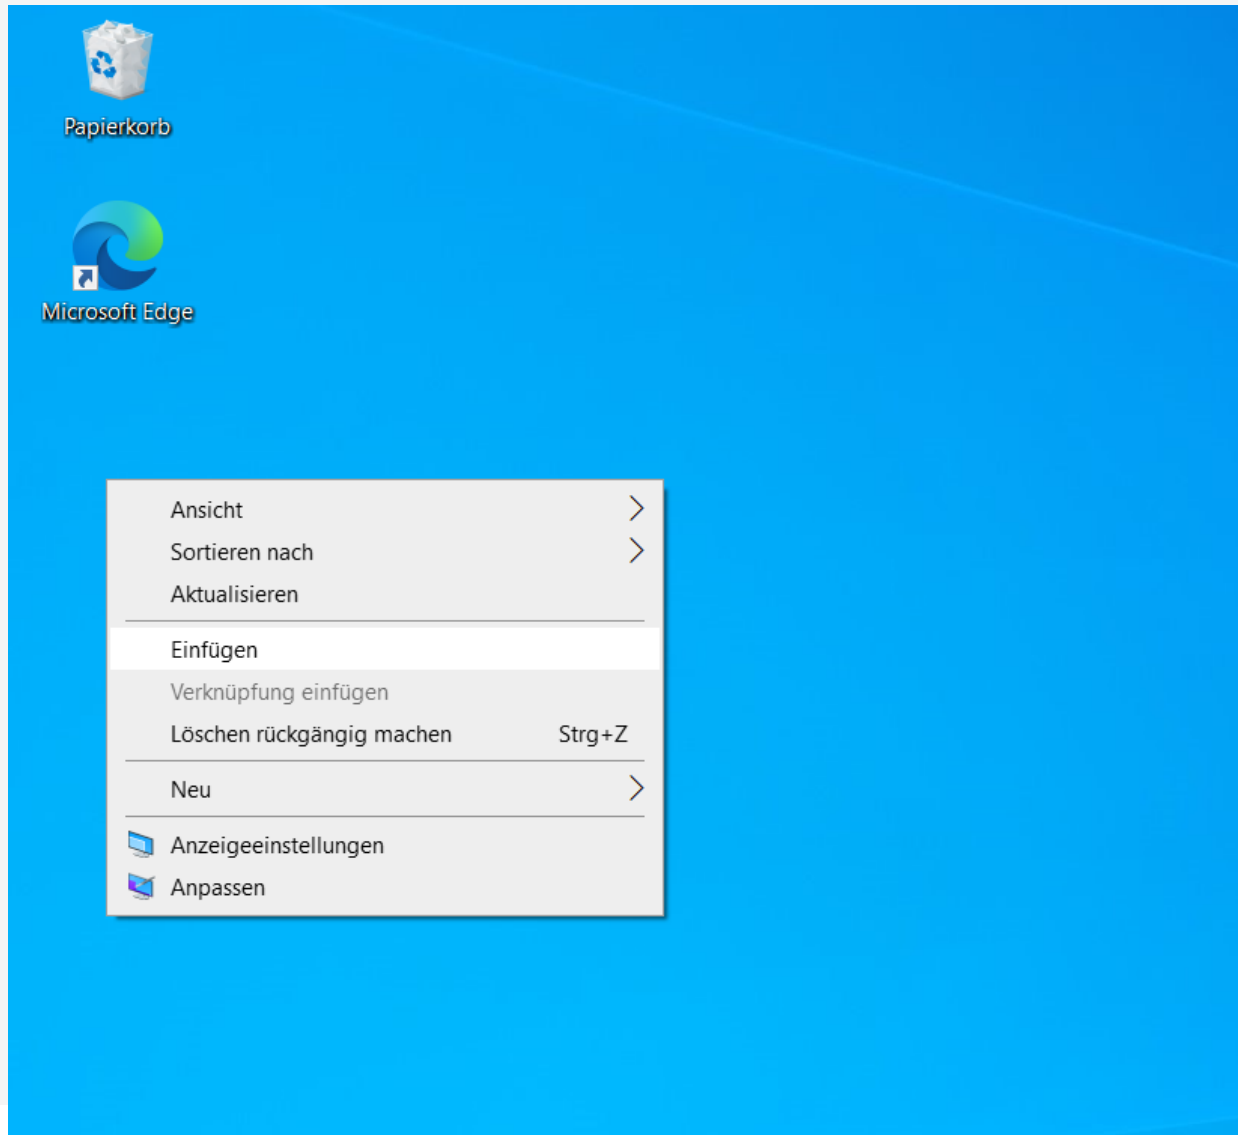 Papierkorb
Microsoft Edge
Ansicht
Sortieren nach
Aktualisieren
Einfügen
Verknüpfung einfügen
Löschen rückgängig machen Strg+Z
Neu
Anzeigeeinstellungen
Anpassen